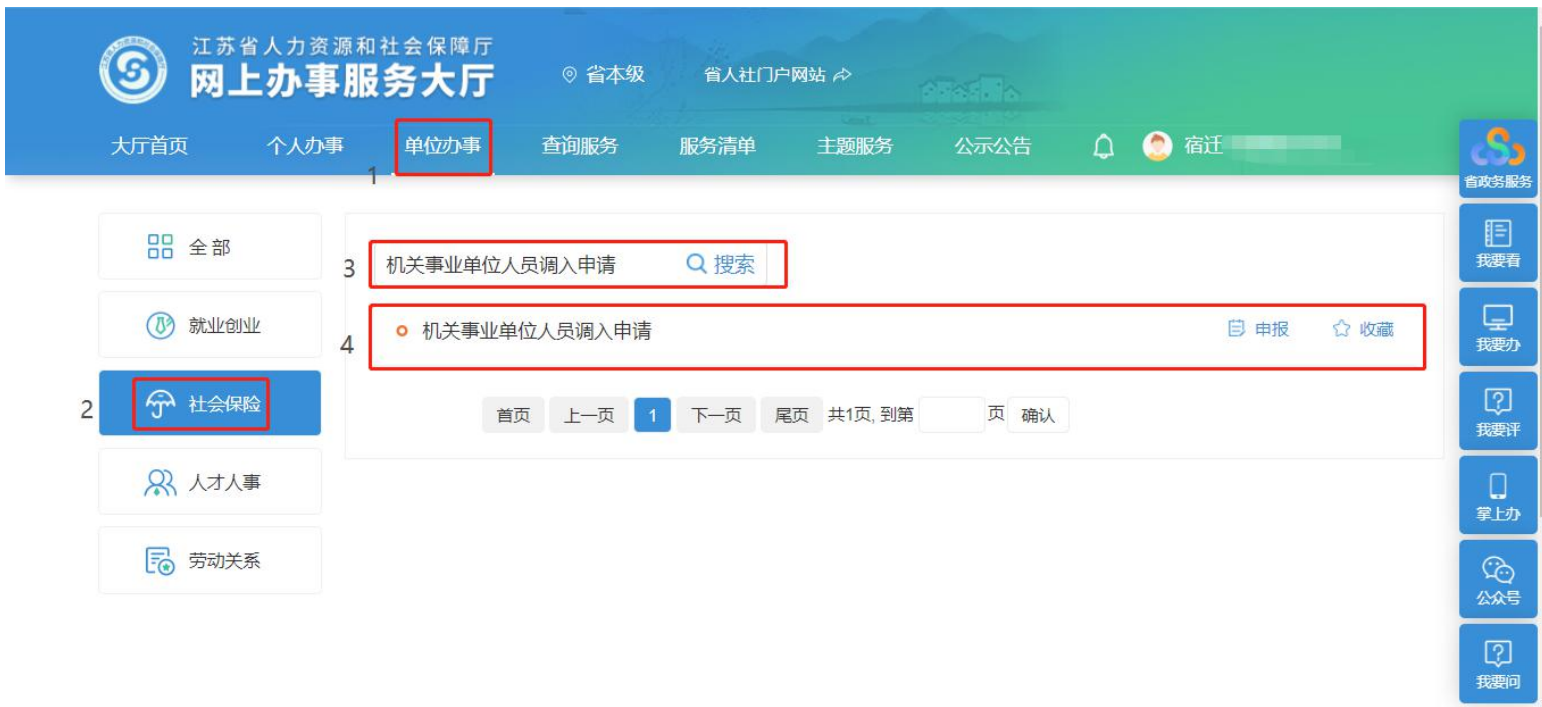 江苏省人力资源和社会保障厅
网上办事服务大厅
省本级
省人社门户网站
大厅首页 个人办事 单位办事 查询服务 服务清单 主题服务 公示公告 宿迁
1
省政务服务
全部
3 机关事业单位人员调入申请 搜索
我要看
就业创业
4 机关事业单位人员调入申请 申报 收藏
我要办
2 社会保险
首页 上一页 1 下一页 尾页 共1页, 到第 页 确认
我要评
人才人事
掌上办
劳动关系
公众号
我要问